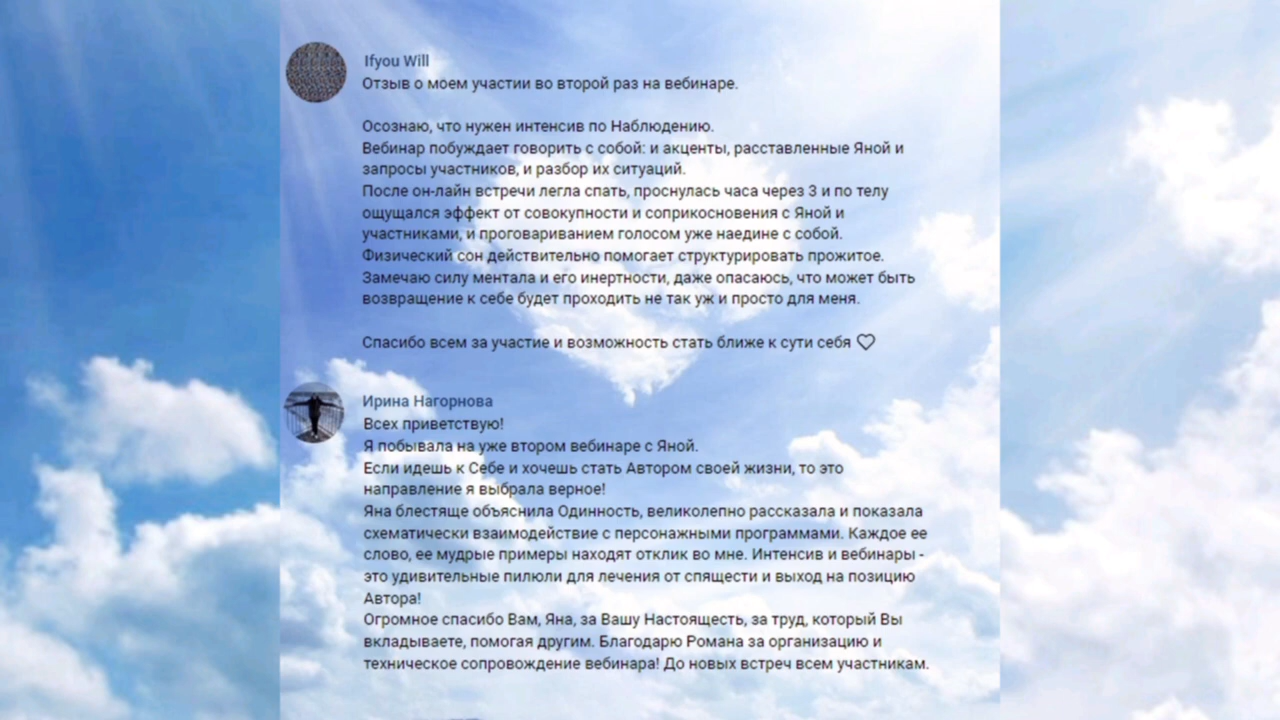 Ifyou Will
Отзыв о моем участии во второй раз на вебинаре.
Осознаю, что нужен интенсив по Наблюдению.
Вебинар побуждает говорить с собой: и акценты, расставленные Яной и
запросы участников, и разбор их ситуаций.
После он-лайн встречи легла спать, проснулась часа через 3 и по телу
ощущался эффект от совокупности и соприкосновения с Яной и
участниками, и проговариванием голосом уже наедине с собой.
Физический сон действительно помогает структурировать прожитое.
Замечаю силу ментала и его инертности, даже опасаюсь, что может быть
возвращение к себе будет проходить не так уж и просто для меня.
Спасибо всем за участие и возможность стать ближе к сути себя ♡
Ирина Нагорнова
Всех приветствую!
Я побывала на уже втором вебинаре с Яной.
Если идешь к Себе и хочешь стать Автором своей жизни, то это
направление я выбрала верное!
Яна блестяще объяснила Одинность, великолепно рассказала и показала
схематически взаимодействие с персонажными программами. Каждое ее
слово, ее мудрые примеры находят отклик во мне. Интенсив и вебинары -
это удивительные пилюли для лечения от спящести и выход на позицию
Автора!
Огромное спасибо Вам, Яна, за Вашу Настоящесть, за труд, который Вы
вкладываете, помогая другим. Благодарю Романа за организацию и
техническое сопровождение вебинара! До новых встреч всем участникам.